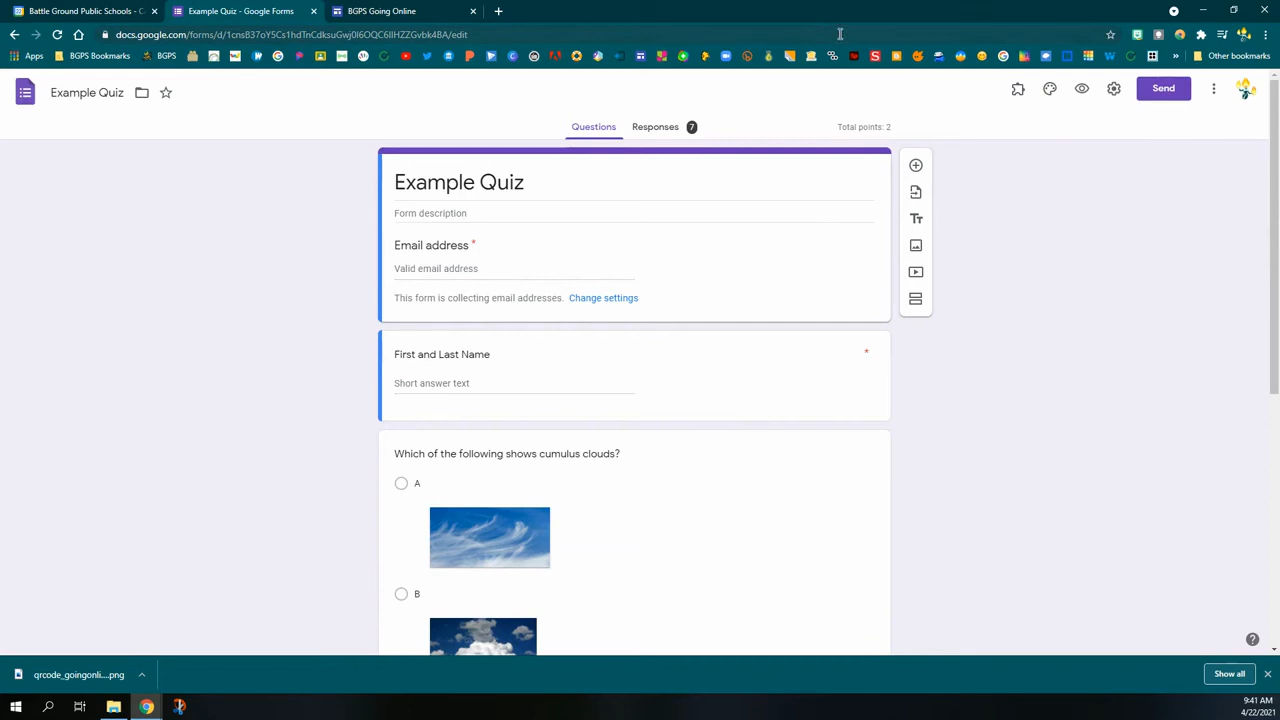 Battle Ground Public Schools - C
Example Quiz - Google Forms
BGPS Going Online
docs.google.com/forms/d/1cnsB37oY5Cs1hdTnCdksuGwj0I6OQC6IIHZZGvbk4BA/edit
Apps
BGPS Bookmarks
Other bookmarks
Example Quiz
Send
Questions
Responses 7
Total points: 2
Example Quiz
Form description
Email address *
Valid email address
This form is collecting email addresses. Change settings
First and Last Name *
Short answer text
Which of the following shows cumulus clouds?
A
B
qrcode_goingonli....png
Show all
9:41 AM
4/22/2021